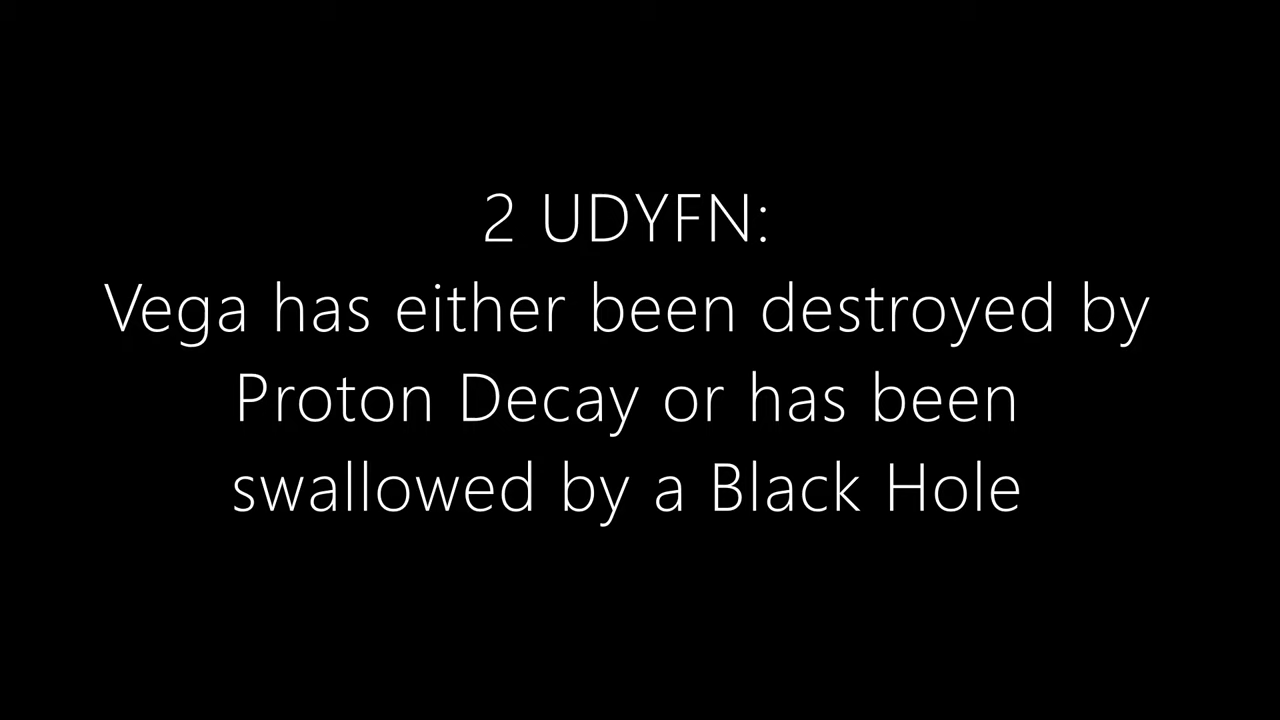 2 UDYFN:
Vega has either been destroyed by
Proton Decay or has been
swallowed by a Black Hole